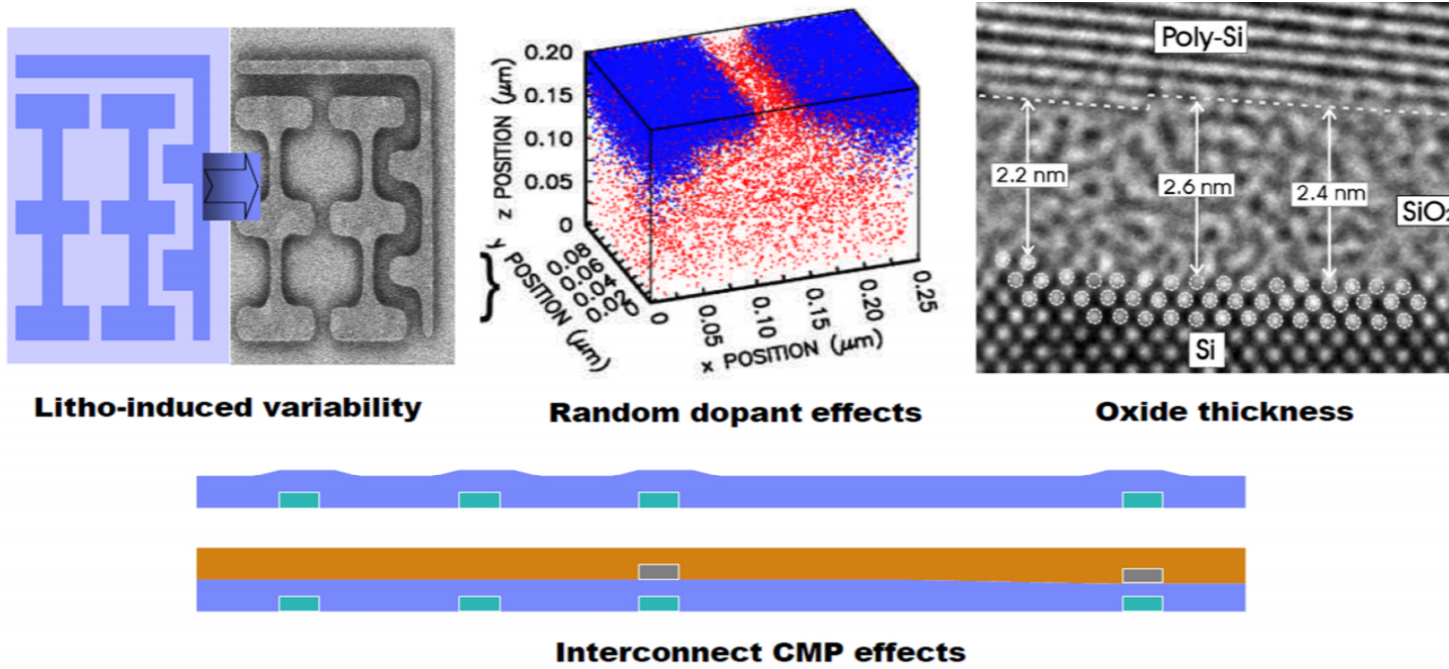 0.20
0.15
0.10
0.05
0
z POSITION (μm)
0.08
0.06
0.04
0.02
0
y POSITION (μm)
}
0
0.05
0.10
0.15
0.20
0.25
x POSITION (μm)
Poly-Si
2.2 nm
2.6 nm
2.4 nm
SiO₂
Si
Litho-induced variability
Random dopant effects
Oxide thickness
Interconnect CMP effects